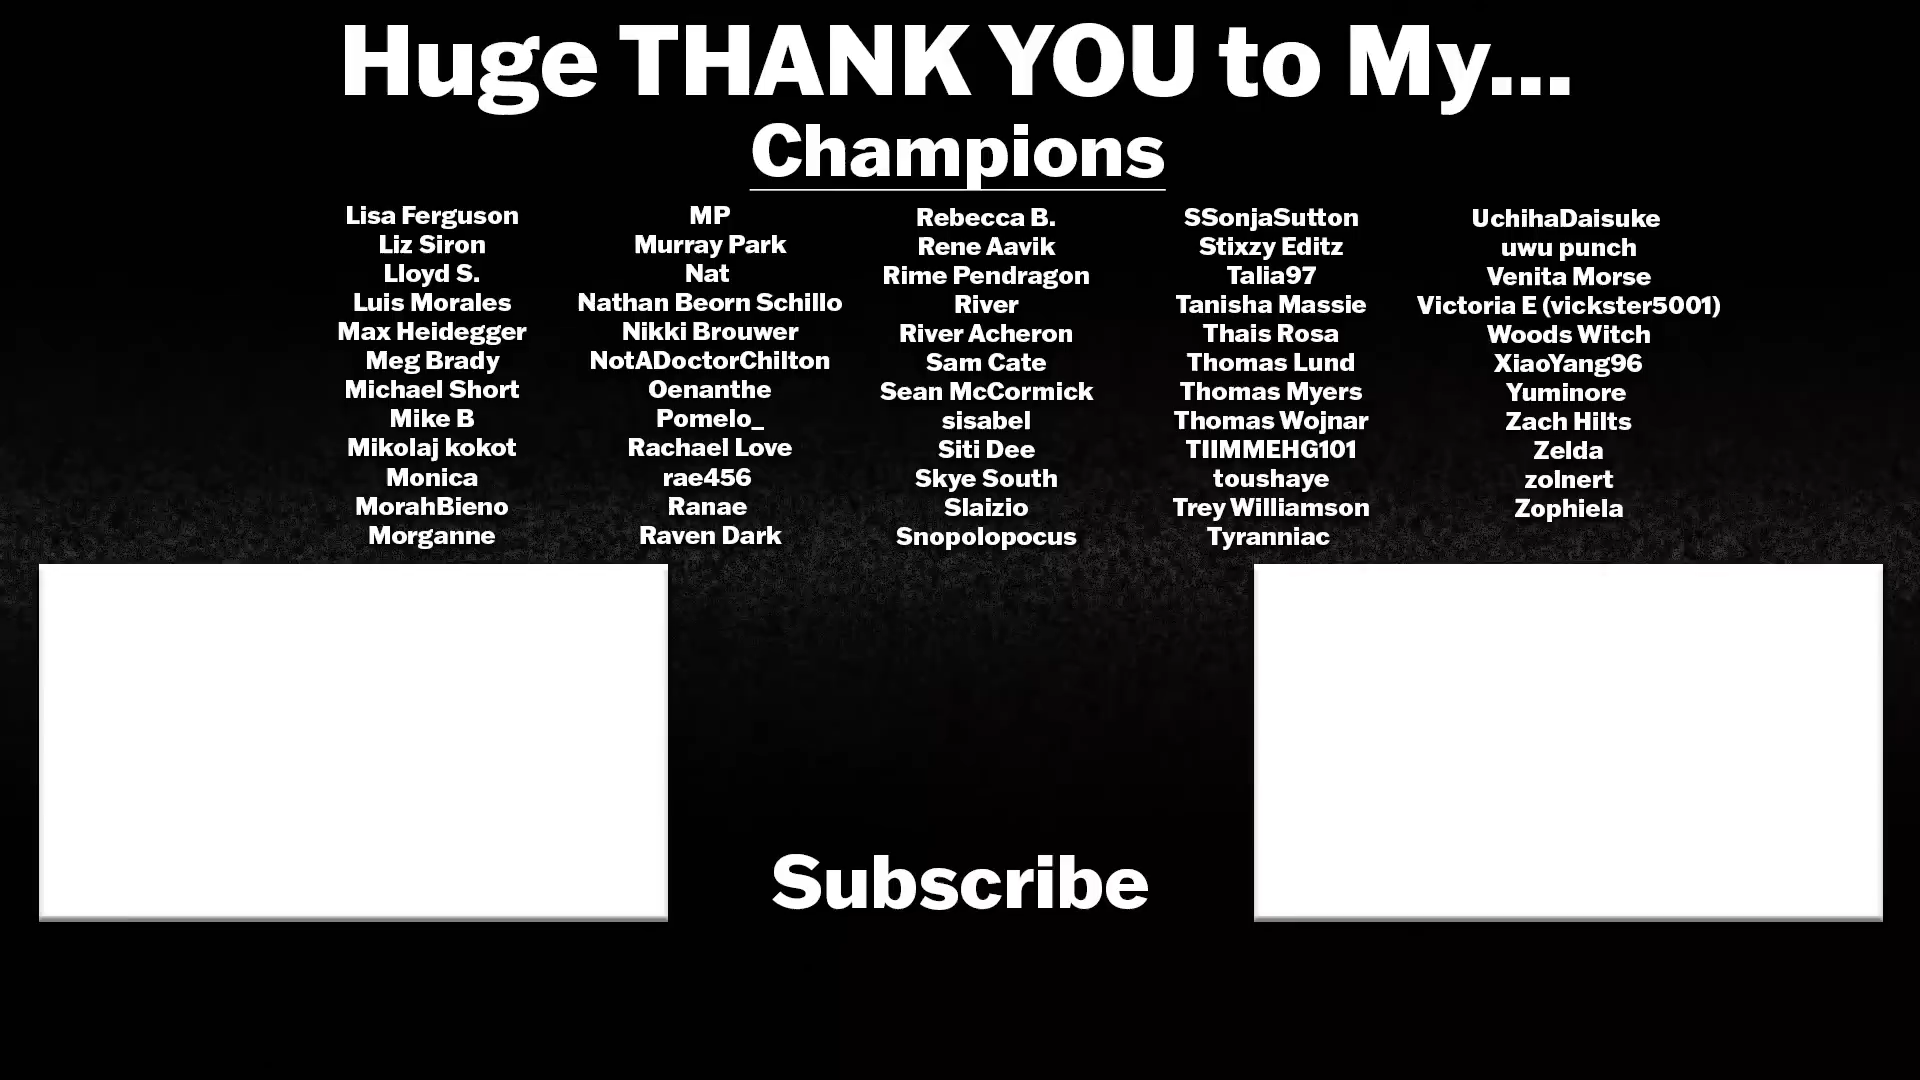 Huge THANK YOU to My...
Champions
Lisa Ferguson
Liz Siron
Lloyd S.
Luis Morales
Max Heidegger
Meg Brady
Michael Short
Mike B
Mikolaj kokot
Monica
MorahBieno
Morganne
MP
Murray Park
Nat
Nathan Beorn Schillo
Nikki Brouwer
NotADoctorChilton
Oenanthe
Pomelo_
Rachael Love
rae456
Ranae
Raven Dark
Rebecca B.
Rene Aavik
Rime Pendragon
River
River Acheron
Sam Cate
Sean McCormick
sisabel
Siti Dee
Skye South
Slaizio
Snopolopocus
SSonjaSutton
Stixzy Editz
Talia97
Tanisha Massie
Thais Rosa
Thomas Lund
Thomas Myers
Thomas Wojnar
TIIMMEHG101
toushaye
Trey Williamson
Tyranniac
UchihaDaisuke
uwu punch
Venita Morse
Victoria E (vickster5001)
Woods Witch
XiaoYang96
Yuminore
Zach Hilts
Zelda
zolnert
Zophiela
Subscribe